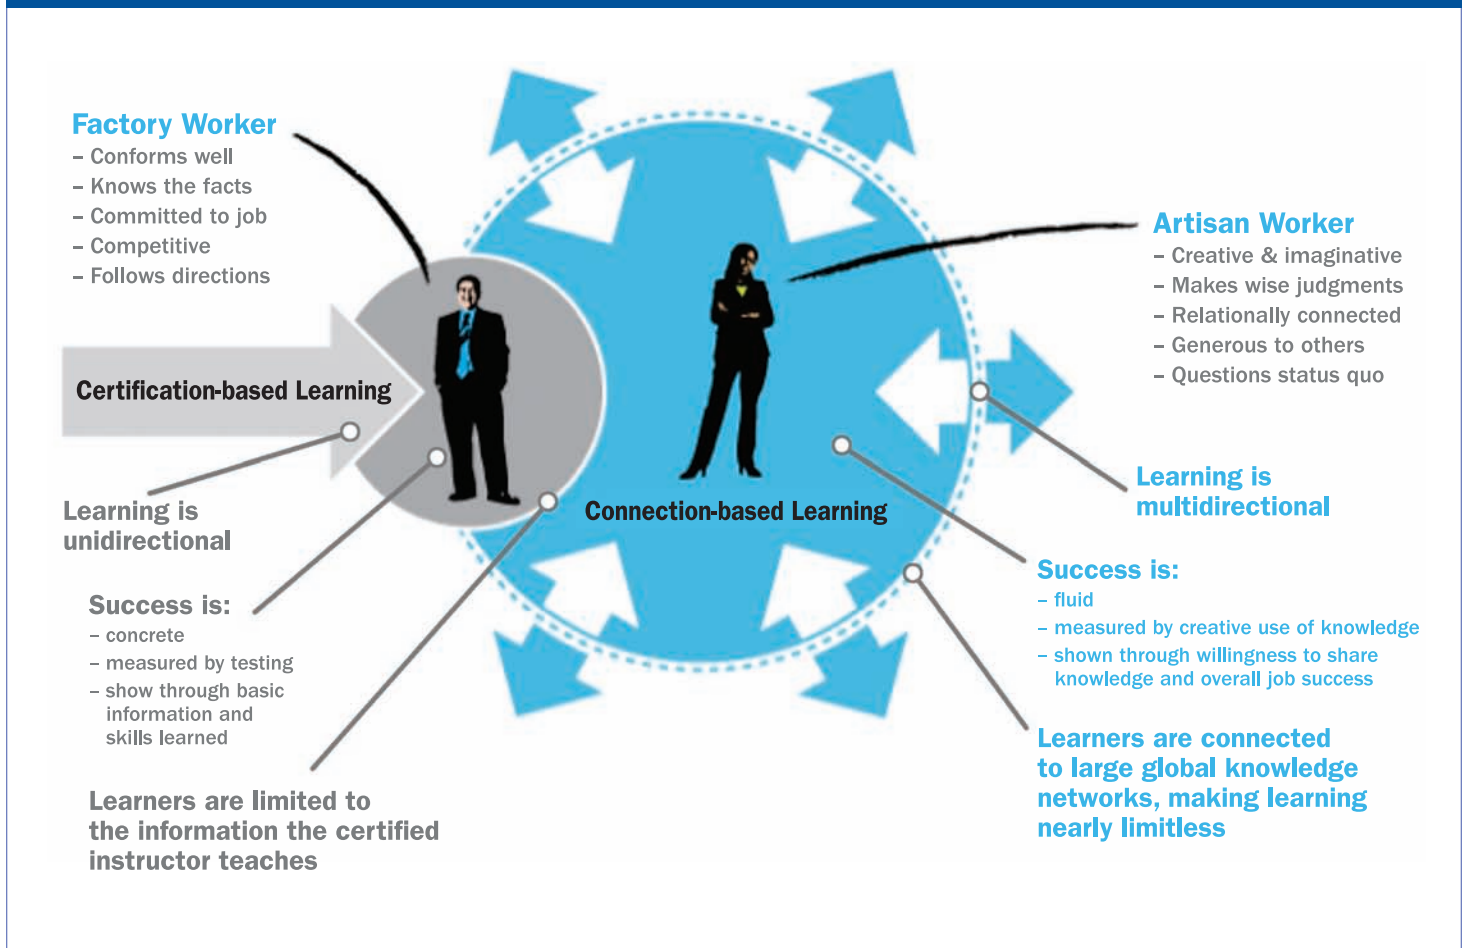 Factory Worker
– Conforms well
– Knows the facts
– Committed to job
– Competitive
– Follows directions
Artisan Worker
– Creative & imaginative
– Makes wise judgments
– Relationally connected
– Generous to others
– Questions status quo
Certification-based Learning
Connection-based Learning
Learning is
unidirectional
Success is:
– concrete
– measured by testing
– show through basic
information and
skills learned
Learners are limited to
the information the certified
instructor teaches
Learning is
multidirectional
Success is:
– fluid
– measured by creative use of knowledge
– shown through willingness to share
knowledge and overall job success
Learners are connected
to large global knowledge
networks, making learning
nearly limitless